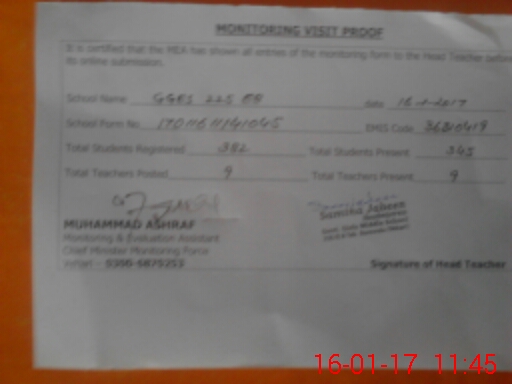 MONITORING VISIT PROOF
It is certified that the MEA has shown all entries of the monitoring form to the Head Teacher before
its online submission.
School Name GGES 225 EB date 16-1-2017
School Form No 17011611141045 EMIS Code 36310419
Total Students Registered 382 Total Students Present 345
Total Teachers Posted 9 Total Teachers Present 9
MUHAMMAD ASHRAF
Monitoring & Evaluation Assistant
Chief Minister Monitoring Force
Samina Jabeen
Headmistress
Signature of Head Teacher
16-01-17 11:45